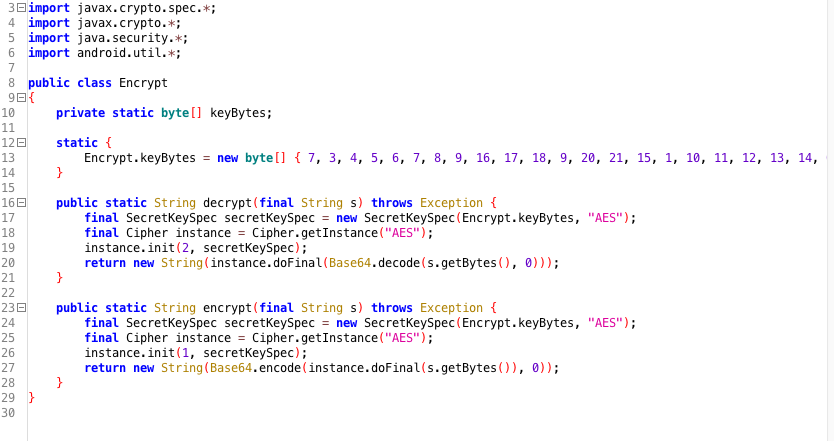 3 import javax.crypto.spec.*;
4 import javax.crypto.*;
5 import java.security.*;
6 import android.util.*;
7
8 public class Encrypt
9 {
10     private static byte[] keyBytes;
11
12     static {
13         Encrypt.keyBytes = new byte[] { 7, 3, 4, 5, 6, 7, 8, 9, 16, 17, 18, 9, 20, 21, 15, 1, 10, 11, 12, 13, 14,
14     }
15
16     public static String decrypt(final String s) throws Exception {
17         final SecretKeySpec secretKeySpec = new SecretKeySpec(Encrypt.keyBytes, "AES");
18         final Cipher instance = Cipher.getInstance("AES");
19         instance.init(2, secretKeySpec);
20         return new String(instance.doFinal(Base64.decode(s.getBytes(), 0)));
21     }
22
23     public static String encrypt(final String s) throws Exception {
24         final SecretKeySpec secretKeySpec = new SecretKeySpec(Encrypt.keyBytes, "AES");
25         final Cipher instance = Cipher.getInstance("AES");
26         instance.init(1, secretKeySpec);
27         return new String(Base64.encode(instance.doFinal(s.getBytes()), 0));
28     }
29 }
30